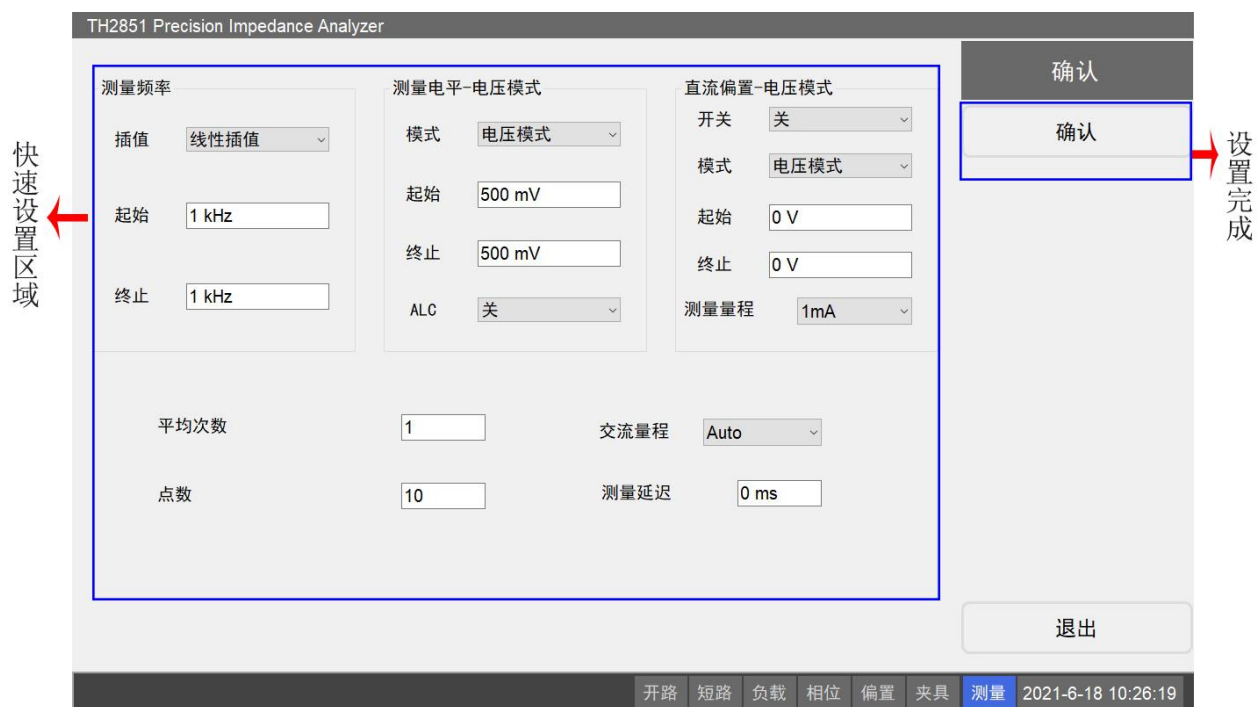 TH2851 Precision Impedance Analyzer
快速设置区域
测量频率
插值 线性插值
起始 1 kHz
终止 1 kHz
测量电平-电压模式
模式 电压模式
起始 500 mV
终止 500 mV
ALC 关
直流偏置-电压模式
开关 关
模式 电压模式
起始 0 V
终止 0 V
测量量程 1mA
平均次数 1
交流量程 Auto
点数 10
测量延迟 0 ms
确认
确认
设置完成
退出
开路 短路 负载 相位 偏置 夹具 测量 2021-6-18 10:26:19